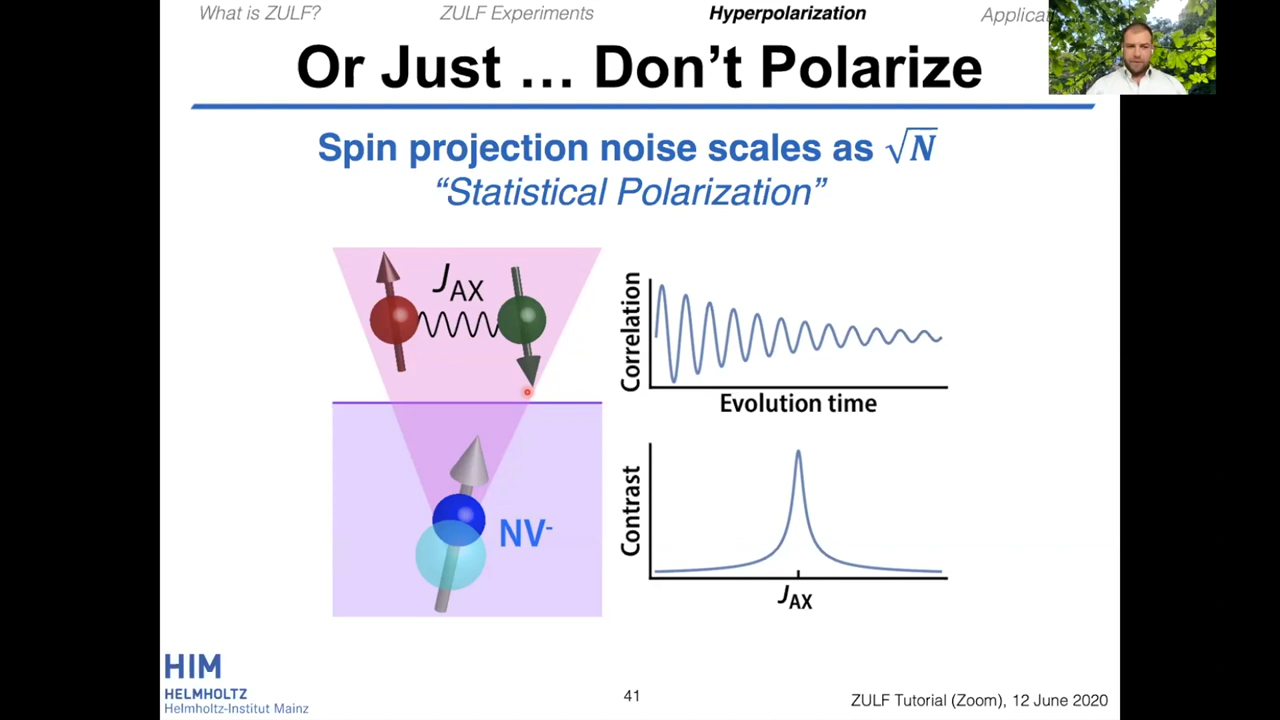 What is ZULF?
ZULF Experiments
Hyperpolarization
Applicat
Or Just … Don’t Polarize
Spin projection noise scales as √N
“Statistical Polarization”
J_AX
NV⁻
Correlation
Evolution time
Contrast
J_AX
HIM
HELMHOLTZ
Helmholtz-Institut Mainz
41
ZULF Tutorial (Zoom), 12 June 2020